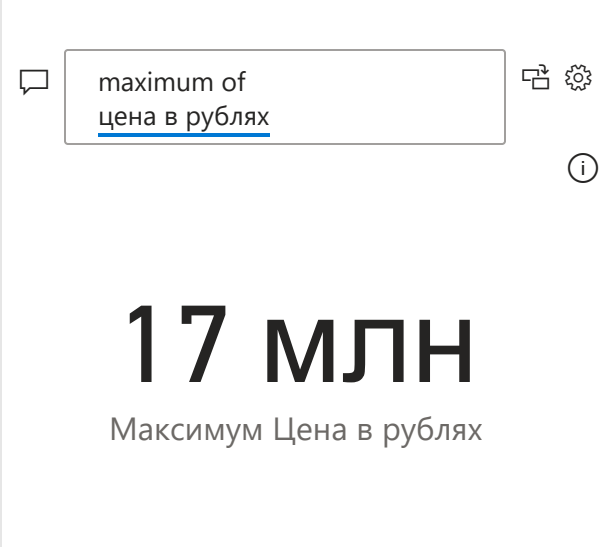 maximum of
цена в рублях
17 млн
Максимум Цена в рублях